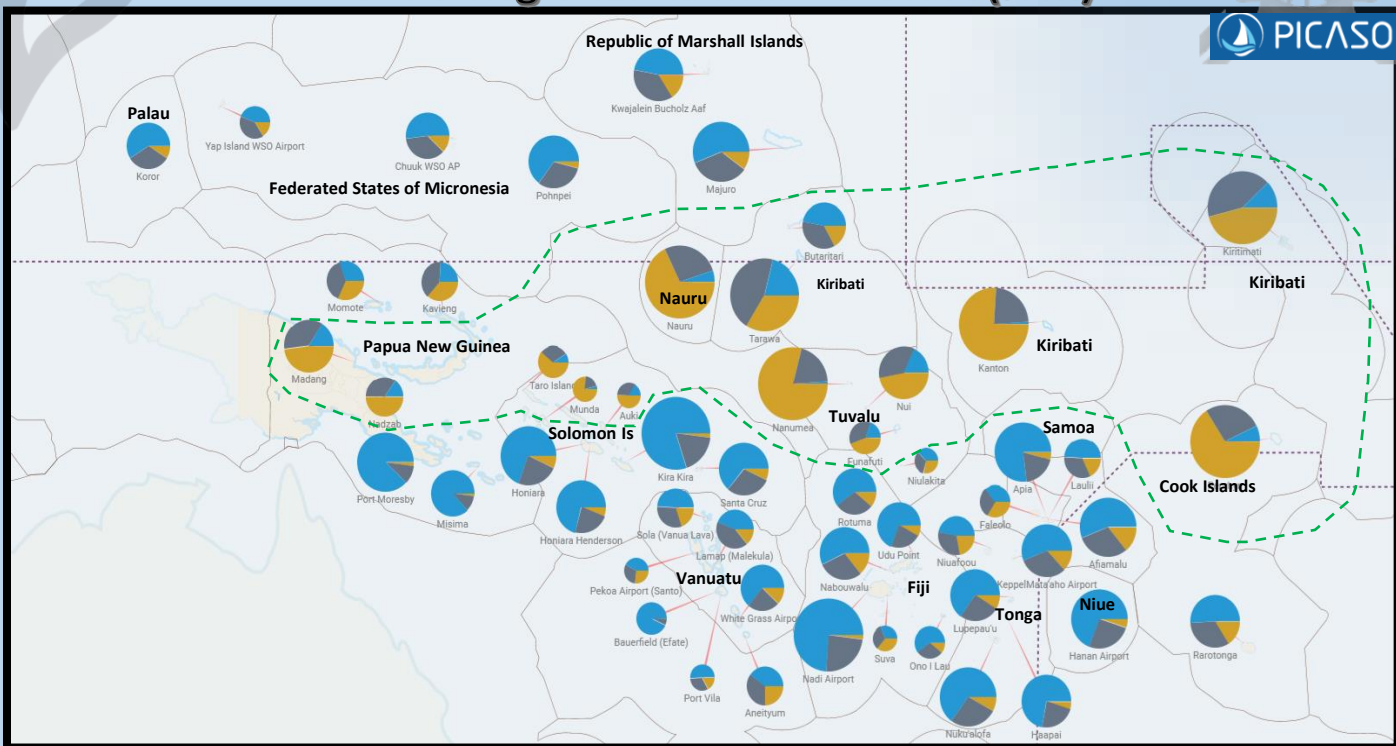 PICASO
Republic of Marshall Islands
Kwajalein Bucholz Aaf
Palau
Koror
Yap Island WSO Airport
Chuuk WSO AP
Pohnpei
Majuro
Federated States of Micronesia
Butaritari
Kiritimati
Kiribati
Momote
Kavieng
Nauru
Nauru
Kiribati
Tarawa
Kiribati
Kanton
Papua New Guinea
Madang
Nadzab
Taro Island
Munda
Auki
Nanumea
Nui
Tuvalu
Funafuti
Niulakita
Solomon Is
Port Moresby
Misima
Honiara
Honiara Henderson
Kira Kira
Santa Cruz
Samoa
Apia
Laulii
Faleolo
Afiamalu
Cook Islands
Sola (Vanua Lava)
Lamap (Malekula)
Pekoa Airport (Santo)
Vanuatu
White Grass Airpo
Bauerfield (Efate)
Port Vila
Aneityum
Rotuma
Udu Point
Nabouwalu
Fiji
Nadi Airport
Suva
Ono I Lau
Niuafoou
KeppelMata'aho Airport
Lupepau'u
Tonga
Niue
Hanan Airport
Rarotonga
Nuku'alofa
Haapai